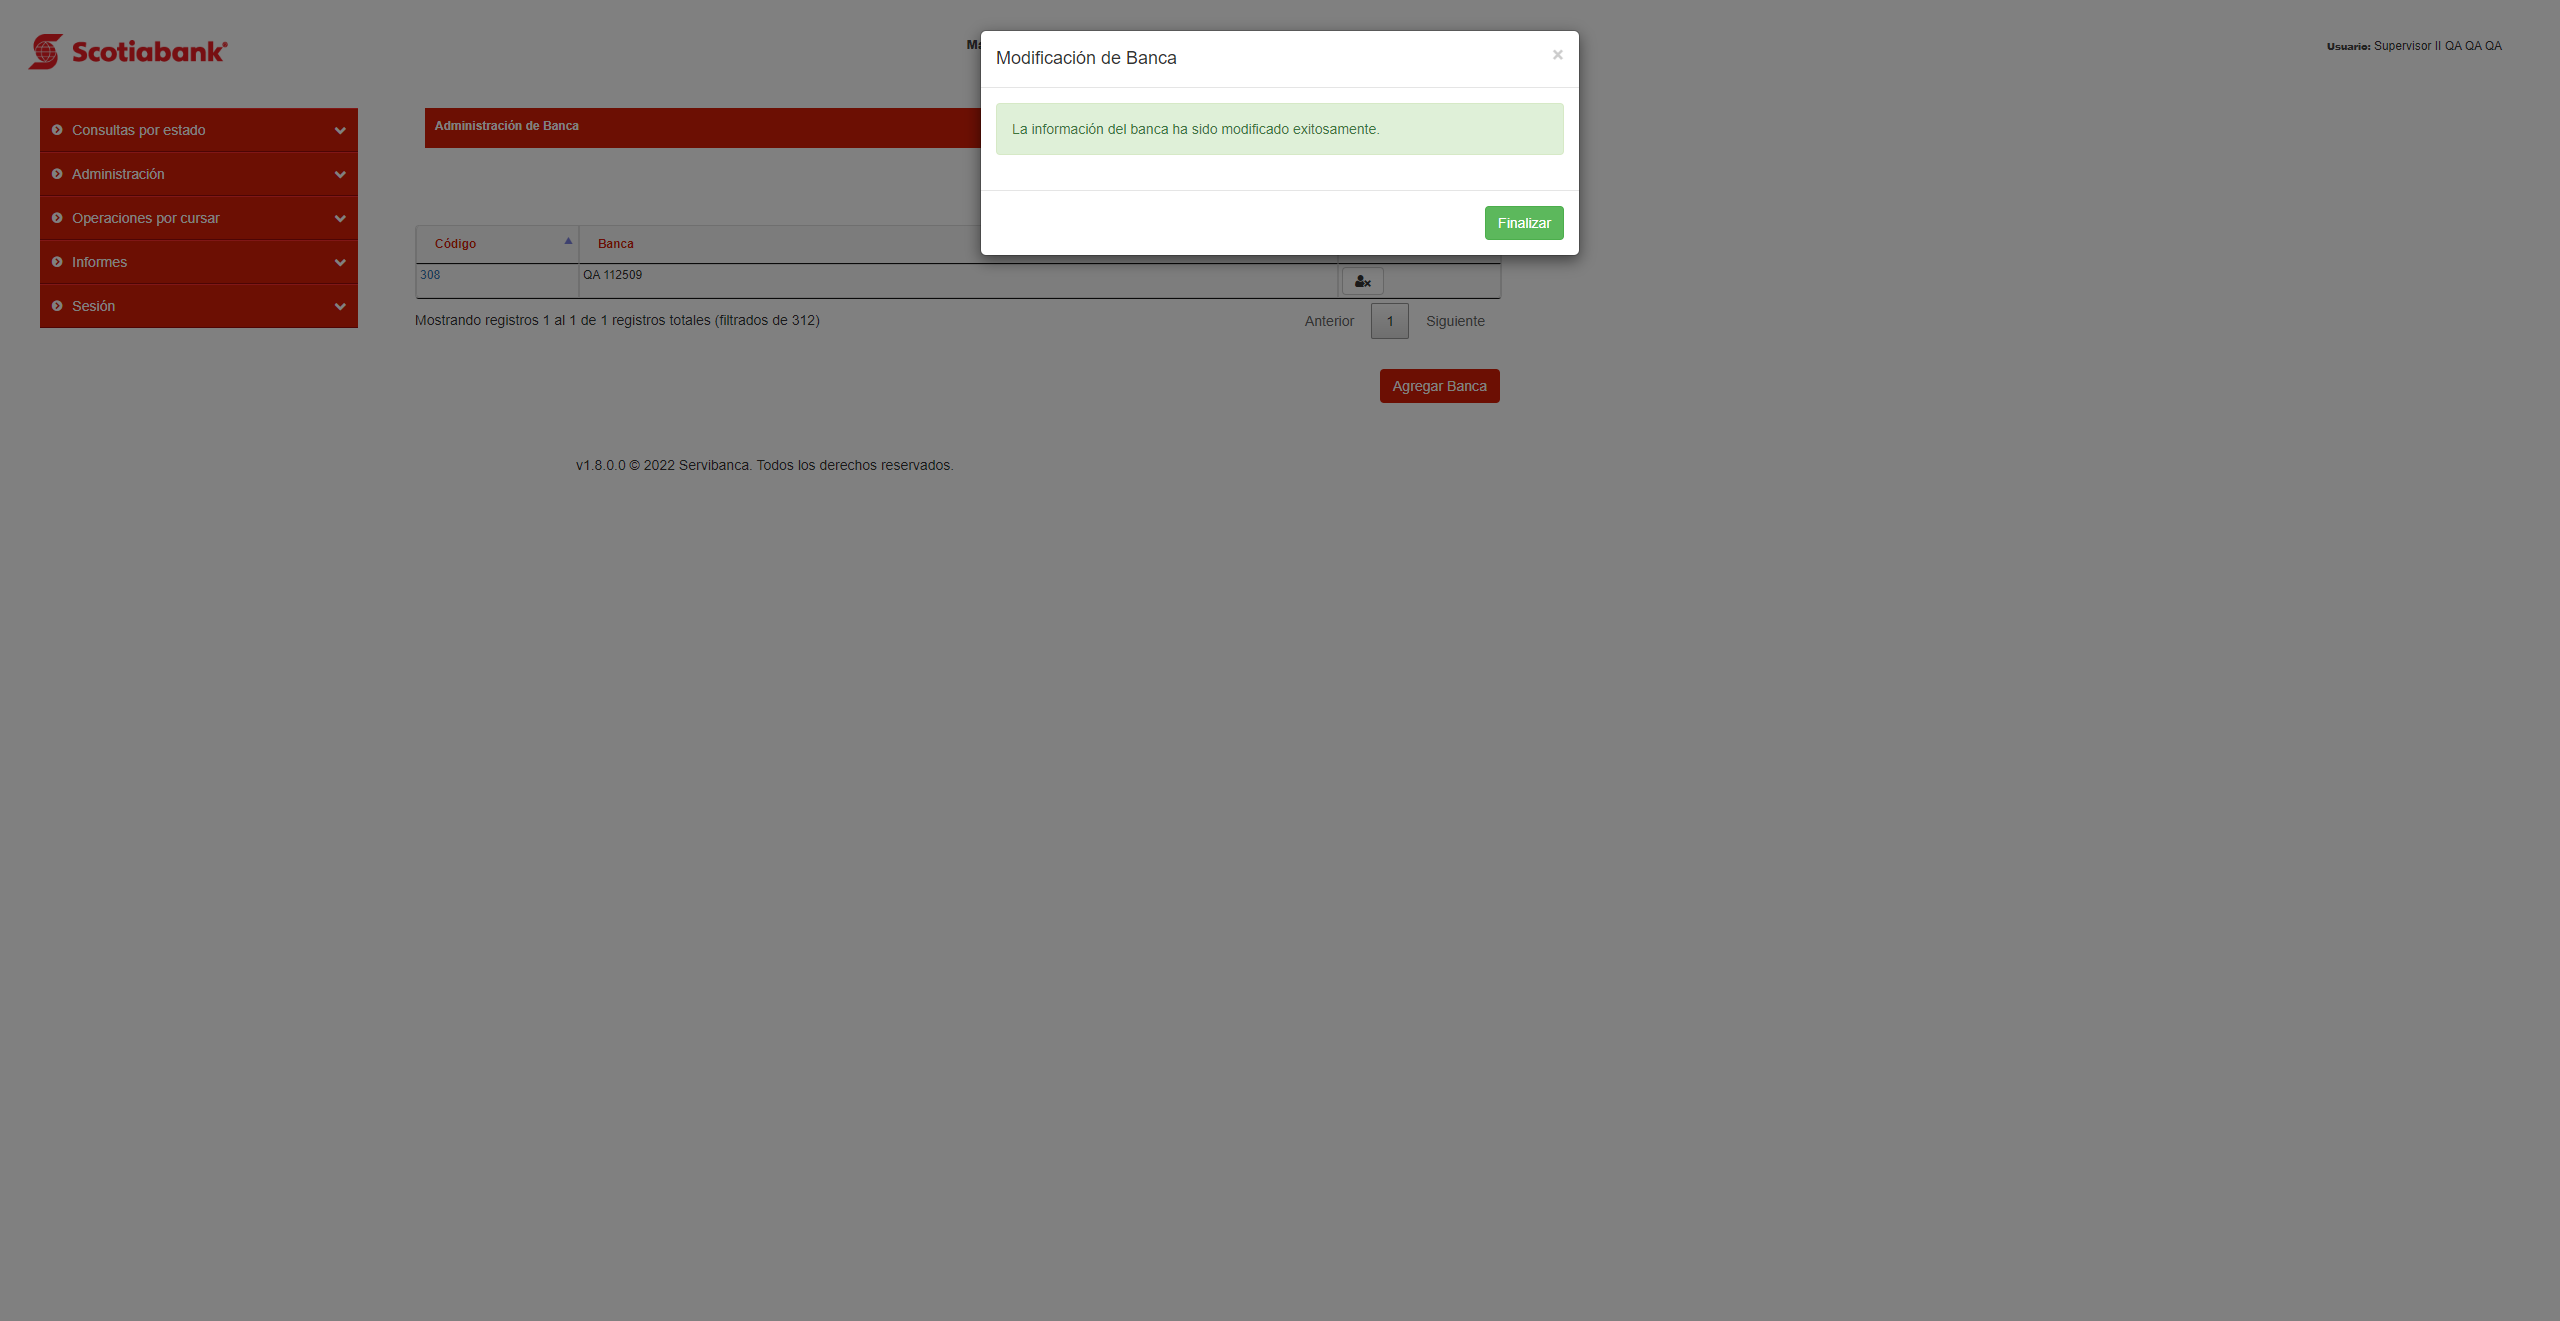 Scotiabank
Usuario: Supervisor II QA QA QA
Modificación de Banca
×
La información del banca ha sido modificado exitosamente.
Finalizar
Consultas por estado
Administración
Operaciones por cursar
Informes
Sesión
Administración de Banca
Código
Banca
308
QA 112509
Mostrando registros 1 al 1 de 1 registros totales (filtrados de 312)
Anterior
1
Siguiente
Agregar Banca
v1.8.0.0 © 2022 Servibanca. Todos los derechos reservados.